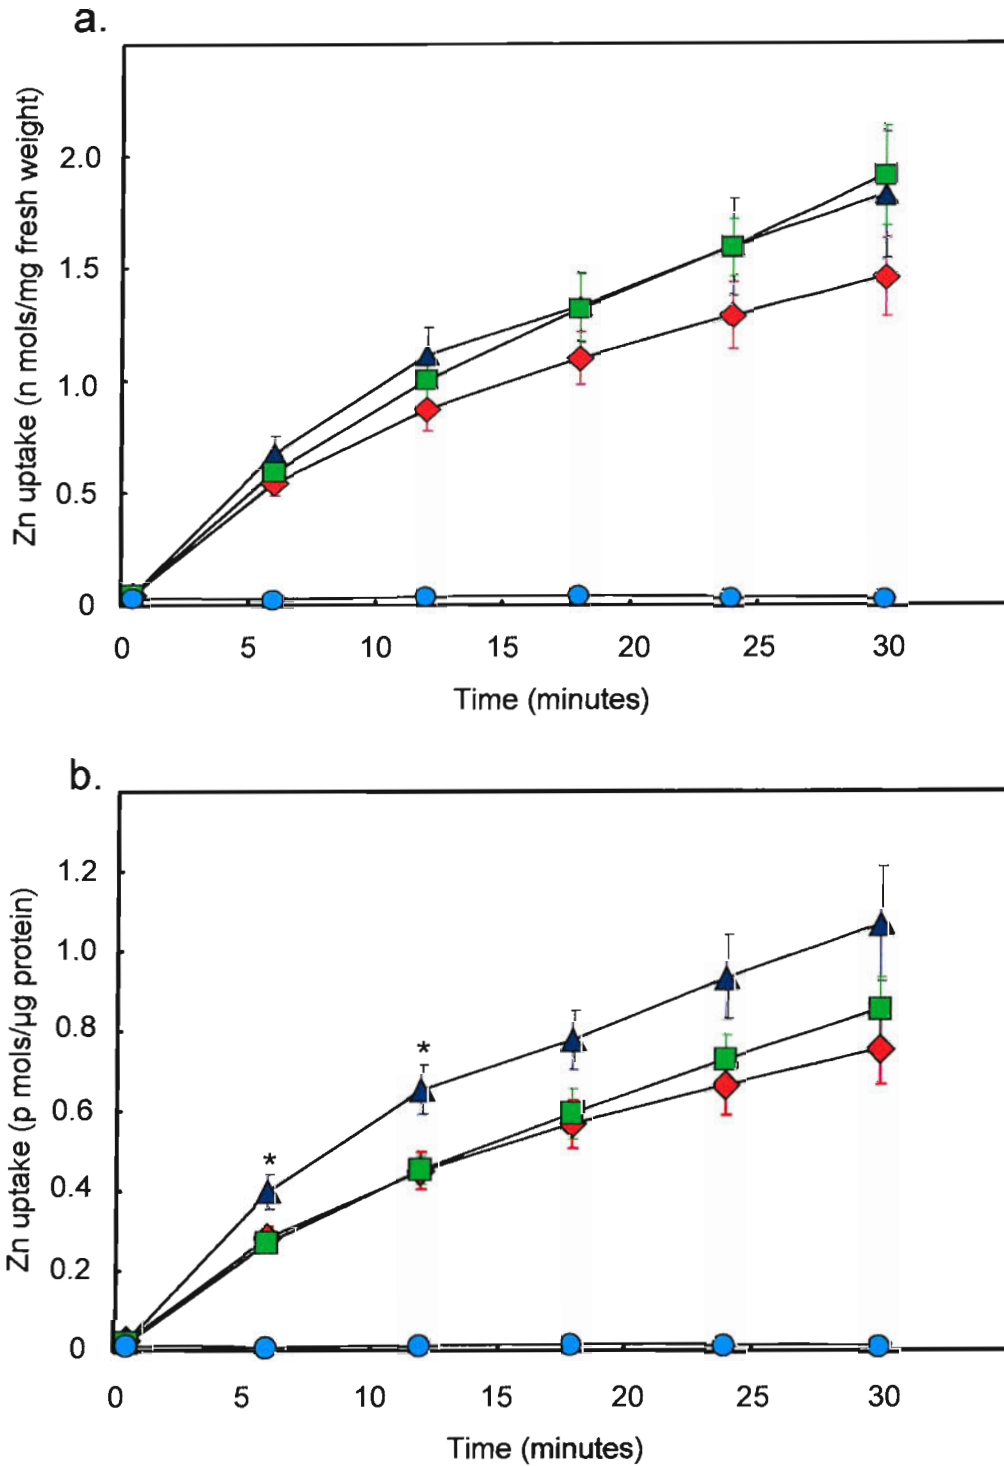 a.
Zn uptake (n mols/mg fresh weight)
2.0
1.5
1.0
0.5
0
0 5 10 15 20 25 30
Time (minutes)
b.
Zn uptake (p mols/µg protein)
1.2
1.0
0.8
0.6
0.4
0.2
0
*
*
0 5 10 15 20 25 30
Time (minutes)